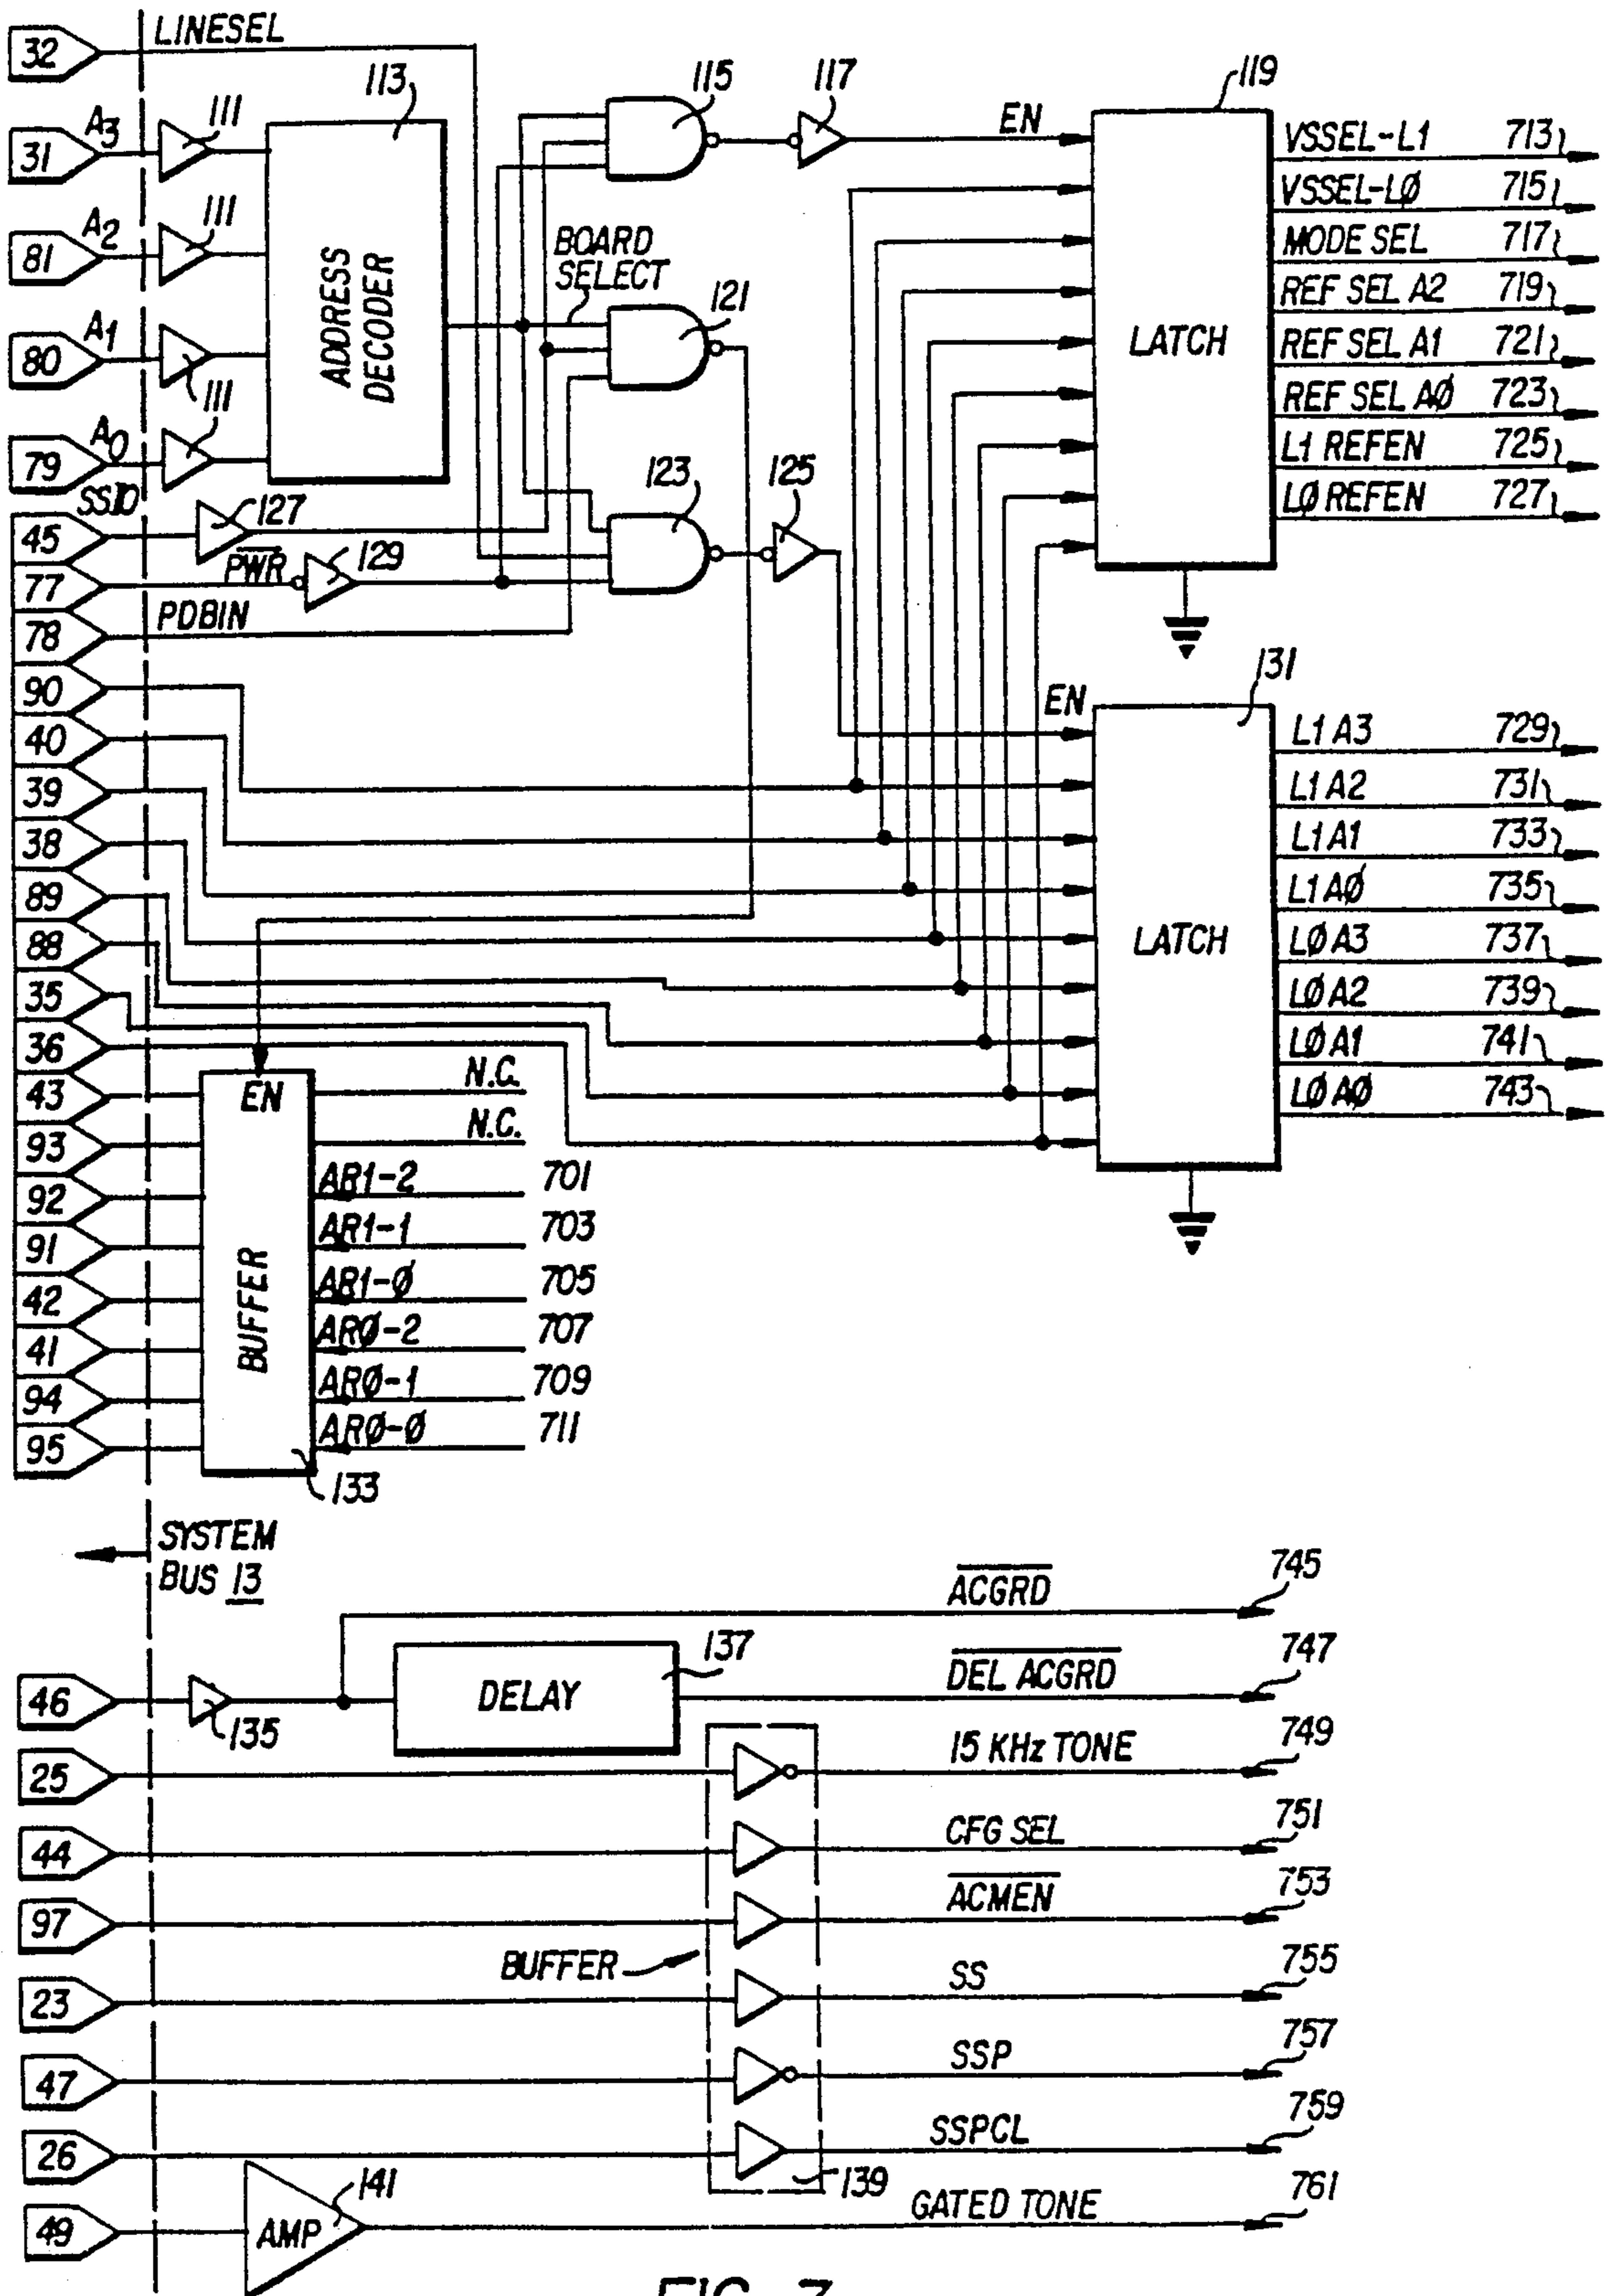 32 LINESEL
31 A3 111
113
115
117
119
EN
81 A2 111
80 A1 111
79 A0 111
ADDRESS DECODER
BOARD
SELECT
121
123
125
45 SSIO 127
77 PWR 129
78 PDBIN
90
40
39
38
89
88
35
36
LATCH
VSSEL-L1 713
VSSEL-LØ 715
MODE SEL 717
REF SEL A2 719
REF SEL A1 721
REF SEL AØ 723
L1 REFEN 725
LØ REFEN 727
131
EN
LATCH
L1 A3 729
L1 A2 731
L1 A1 733
L1 AØ 735
LØ A3 737
LØ A2 739
LØ A1 741
LØ AØ 743
43 EN N.C.
93 N.C.
92 AR1-2 701
91 AR1-1 703
42 AR1-Ø 705
41 ARØ-2 707
94 ARØ-1 709
95 ARØ-Ø 711
BUFFER
133
SYSTEM
BUS 13
ACGRD 745
46 135 DELAY 137 DEL ACGRD 747
25 15 KHz TONE 749
44 CFG SEL 751
97 ACMEN 753
BUFFER
23 SS 755
47 SSP 757
26 SSPCL 759
139
49 AMP 141 GATED TONE 761